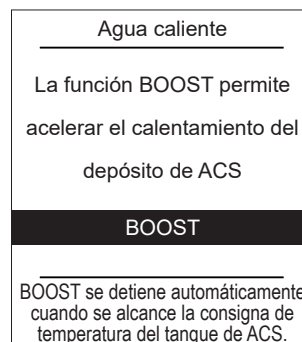 Agua caliente
La función BOOST permite
acelerar el calentamiento del
depósito de ACS
BOOST
BOOST se detiene automáticamente
cuando se alcance la consigna de
temperatura del tanque de ACS.